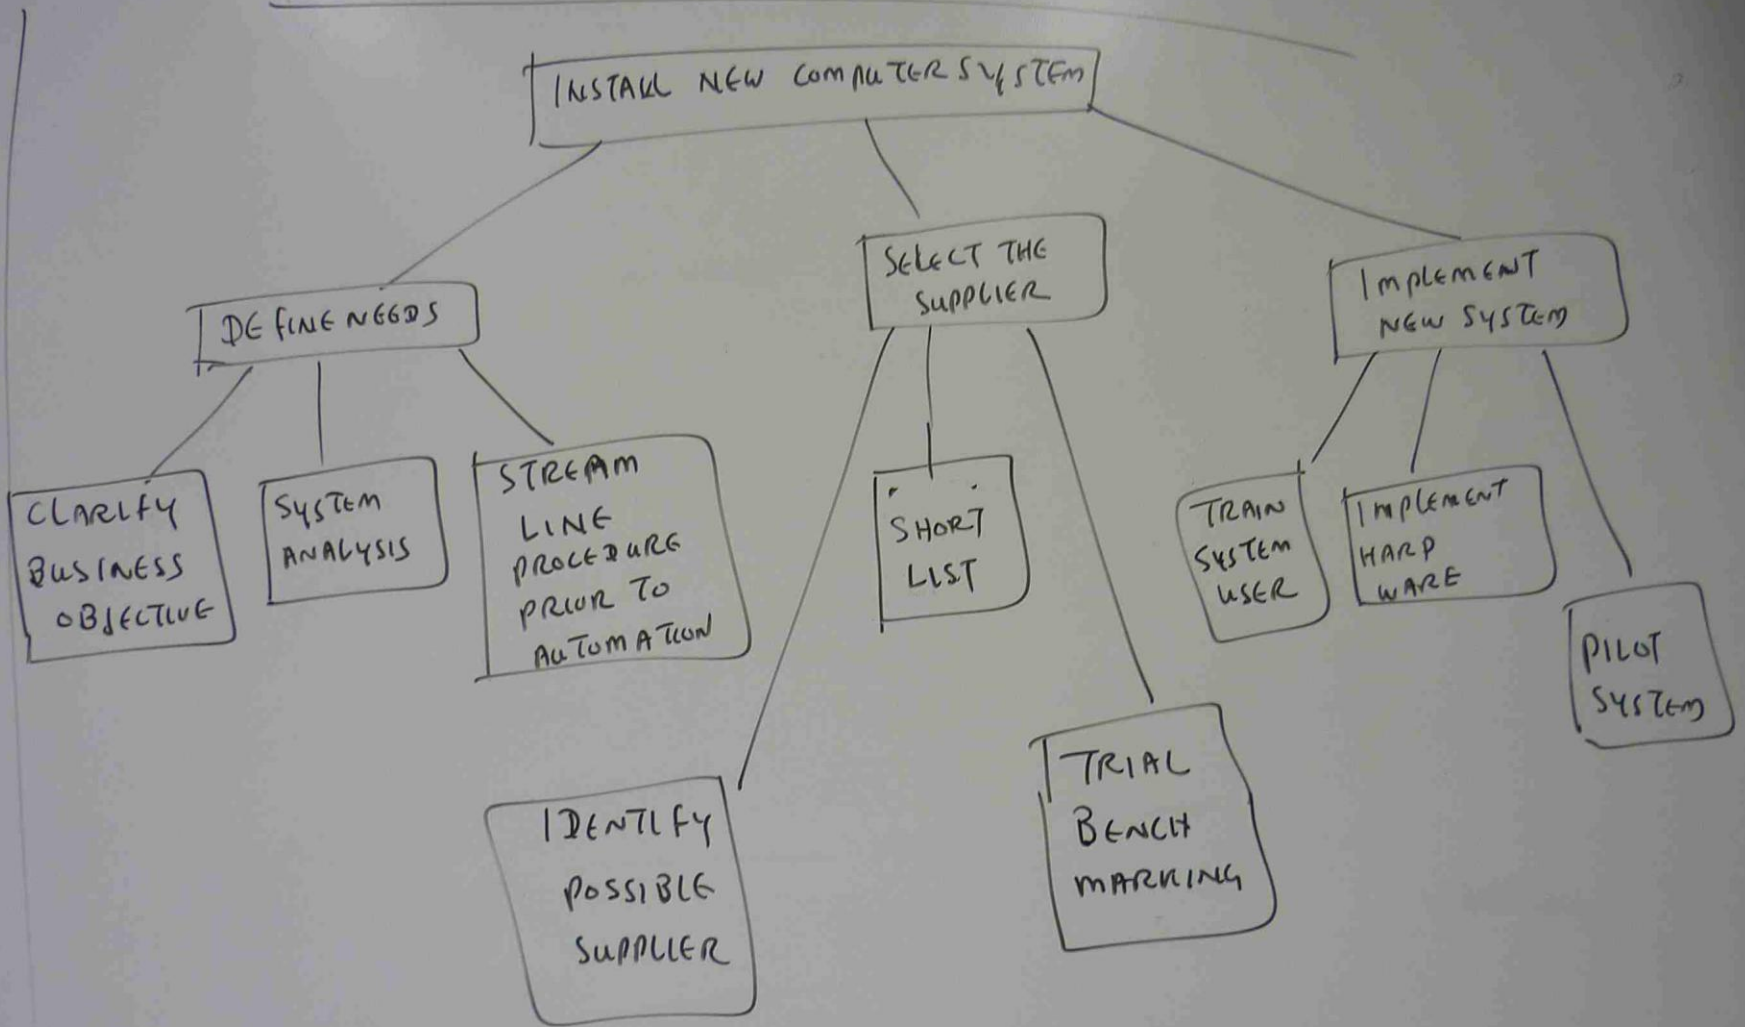 INSTALL NEW COMPUTER SYSTEM
DEFINE NEEDS
SELECT THE
SUPPLIER
IMPLEMENT
NEW SYSTEM
CLARIFY
BUSINESS
OBJECTIVE
SYSTEM
ANALYSIS
STREAM
LINE
PROCEDURE
PRIOR TO
AUTOMATION
SHORT
LIST
TRAIN
SYSTEM
USER
IMPLEMENT
HARD
WARE
PILOT
SYSTEM
IDENTIFY
POSSIBLE
SUPPLIER
TRIAL
BENCH
MARKING